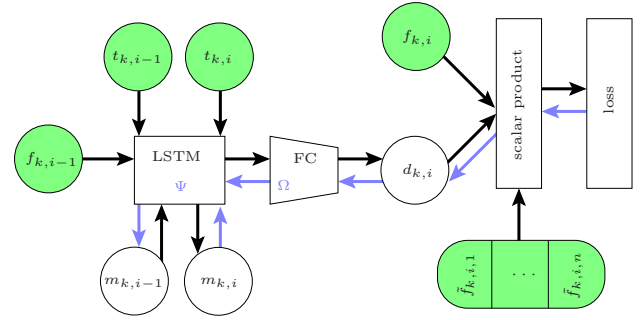 t_{k,i−1}
t_{k,i}
f_{k,i}
f_{k,i−1}
LSTM
Ψ
FC
Ω
d_{k,i}
scalar product
loss
m_{k,i−1}
m_{k,i}
f̃_{k,i,1}
...
f̃_{k,i,n}